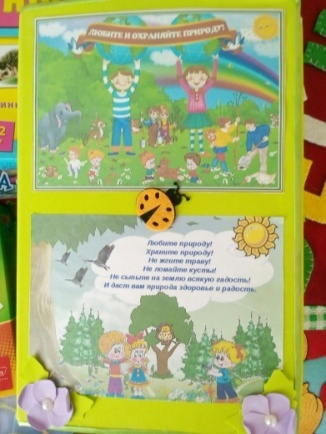 ЛЮБИТЕ И ОХРАНЯЙТЕ ПРИРОДУ!
Любите природу!
Храните природу!
Не жгите траву!
Не ломайте кусты!
Не сыпьте на землю всякую гадость!
И даст вам природа здоровье и радость.